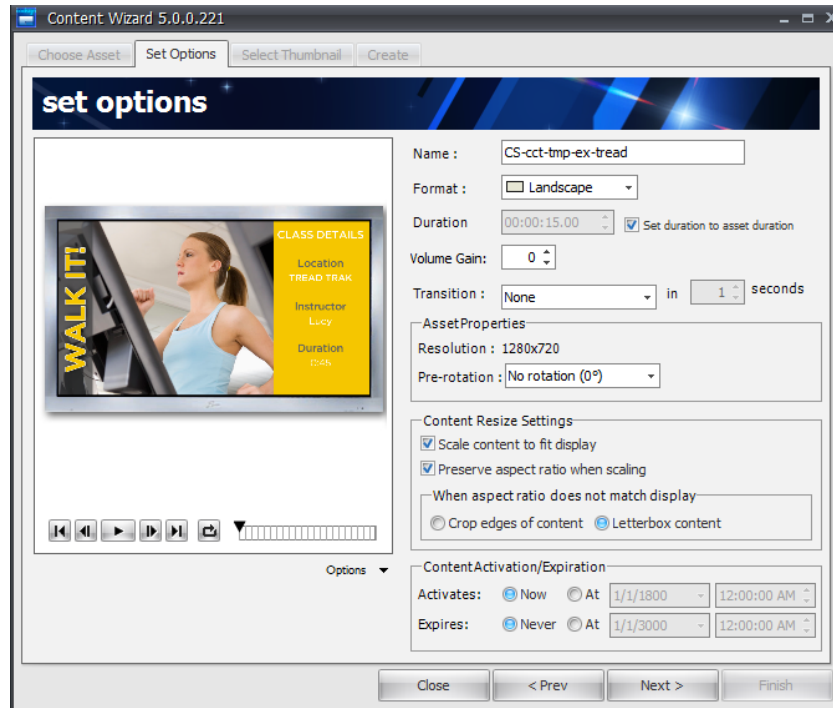 Content Wizard 5.0.0.221
Choose Asset Set Options Select Thumbnail Create
set options
Name : CS-cct-tmp-ex-tread
Format : Landscape
Duration 00:00:15.00 Set duration to asset duration
Volume Gain: 0
Transition : None in 1 seconds
AssetProperties
Resolution : 1280x720
Pre-rotation : No rotation (0°)
Content Resize Settings
Scale content to fit display
Preserve aspect ratio when scaling
When aspect ratio does not match display
Crop edges of content Letterbox content
ContentActivation/Expiration
Activates: Now At 1/1/1800 12:00:00 AM
Expires: Never At 1/1/3000 12:00:00 AM
WALK IT!
CLASS DETAILS
Location
TREAD TRAK
Instructor
Lucy
Duration
Options
Close < Prev Next > Finish